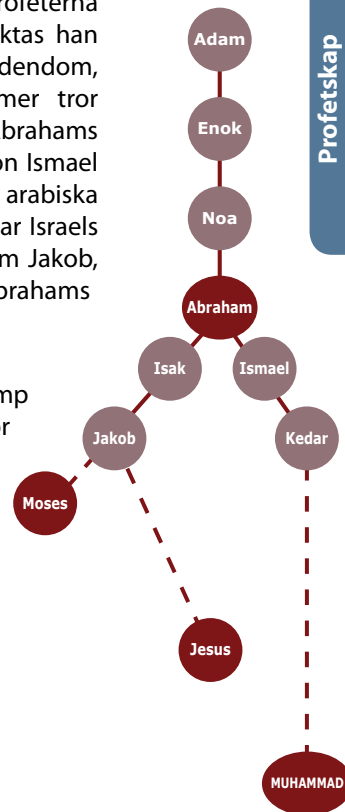 rofeterna
ktas han
dendom,
mer tror
brahams
on Ismael
arabiska
ar Israels
m Jakob,
brahams
mp
r
Profetskap
Adam
Enok
Noa
Abraham
Isak
Ismael
Jakob
Kedar
Moses
Jesus
MUHAMMAD